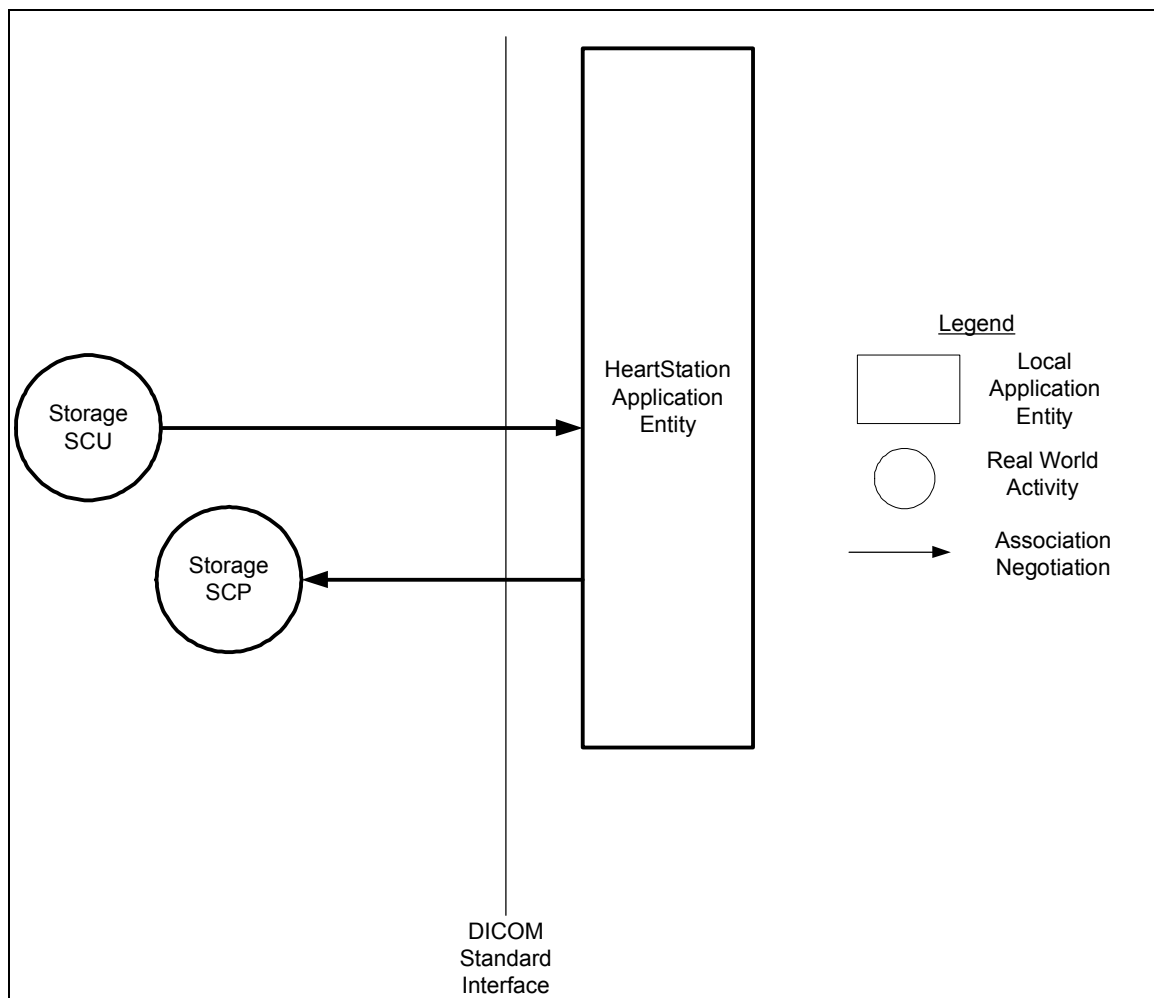 Storage
SCU
Storage
SCP
HeartStation
Application
Entity
DICOM
Standard
Interface
Legend
Local
Application
Entity
Real World
Activity
Association
Negotiation